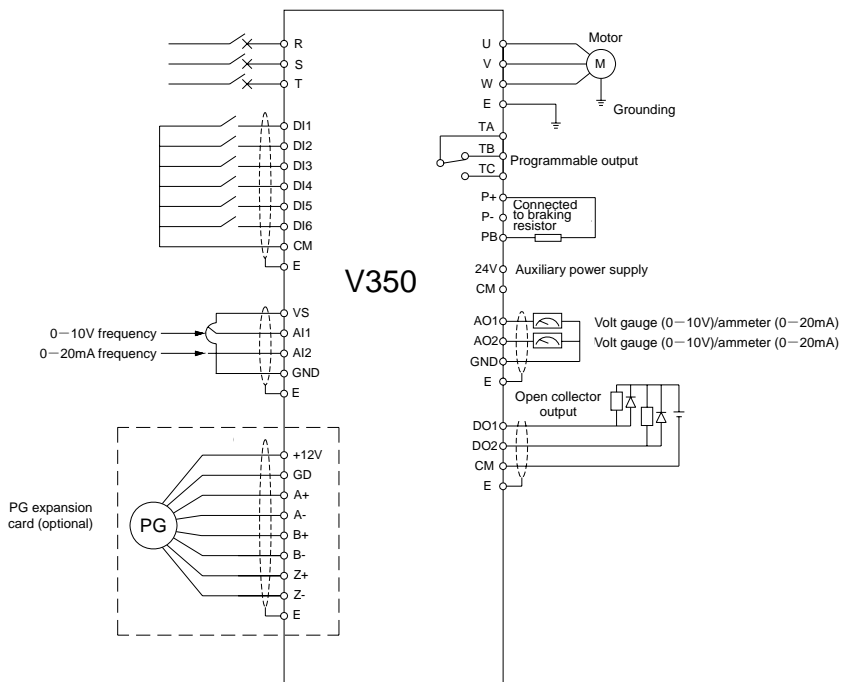 R
S
T
DI1
DI2
DI3
DI4
DI5
DI6
CM
E
VS
0－10V frequency
AI1
0－20mA frequency
AI2
GND
E
PG expansion
card (optional)
PG
+12V
GD
A+
A-
B+
B-
Z+
Z-
E
V350
U
V
W
E
Motor
M
Grounding
TA
TB
TC
Programmable output
P+
P-
PB
Connected
to braking
resistor
24V
Auxiliary power supply
CM
AO1
Volt gauge (0－10V)/ammeter (0－20mA)
AO2
Volt gauge (0－10V)/ammeter (0－20mA)
GND
E
Open collector
output
DO1
DO2
CM
E